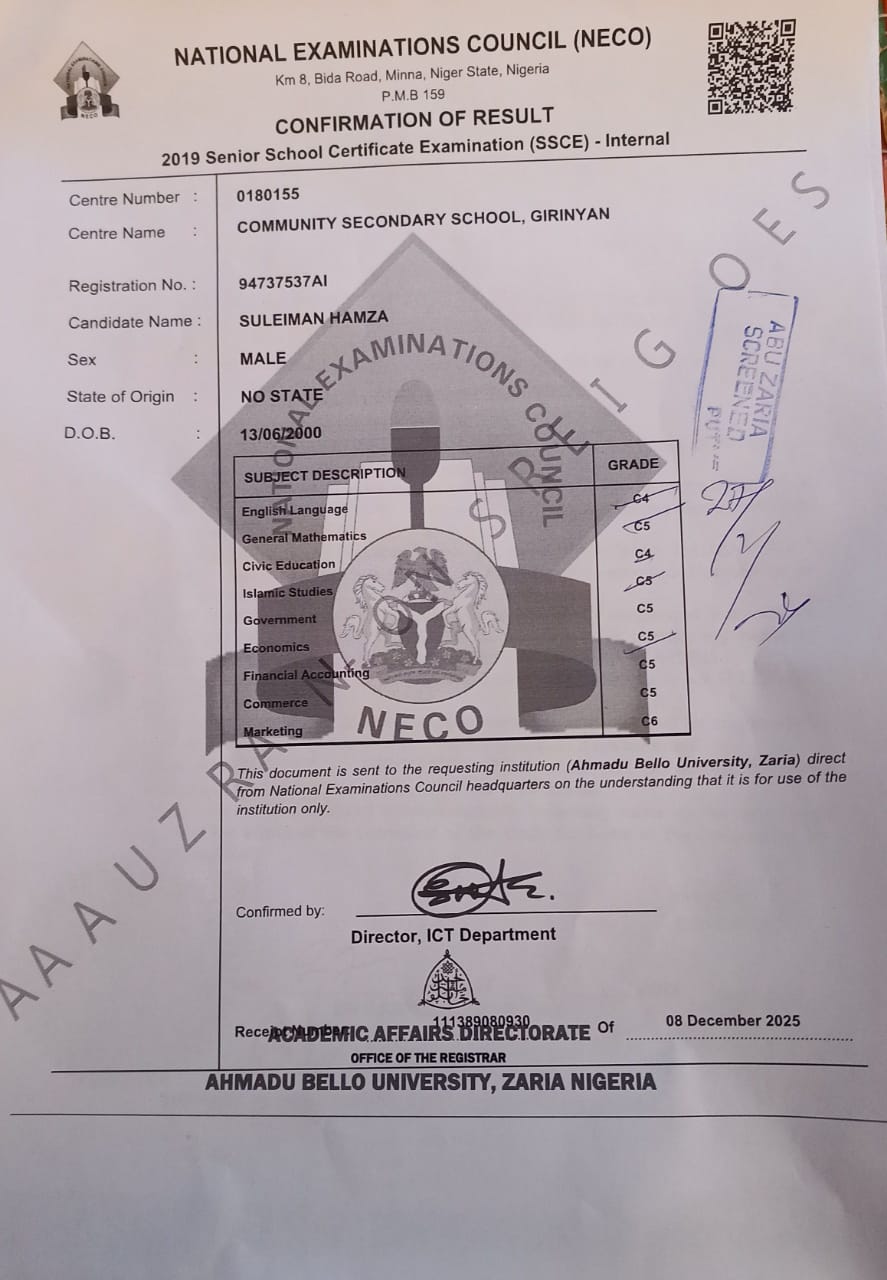 NATIONAL EXAMINATIONS COUNCIL (NECO)
Km 8, Bida Road, Minna, Niger State, Nigeria
P.M.B 159
CONFIRMATION OF RESULT
2019 Senior School Certificate Examination (SSCE) - Internal
NECO
Centre Number : 0180155
Centre Name : COMMUNITY SECONDARY SCHOOL, GIRINYAN
Registration No. : 94737537AI
Candidate Name : SULEIMAN HAMZA
Sex : MALE
State of Origin : NO STATE
D.O.B. : 13/06/2000
NATIONAL EXAMINATIONS COUNCIL
ABU ZARIA
SCREENED
SUBJECT DESCRIPTION GRADE
English Language C4
General Mathematics C5
Civic Education C4
Islamic Studies C5
Government C5
Economics C5
Financial Accounting C5
Commerce C5
Marketing C6
NECO
This document is sent to the requesting institution (Ahmadu Bello University, Zaria) direct
from National Examinations Council headquarters on the understanding that it is for use of the
institution only.
Confirmed by:
Director, ICT Department
111389080930 Of 08 December 2025
ACADEMIC AFFAIRS DIRECTORATE
OFFICE OF THE REGISTRAR
AHMADU BELLO UNIVERSITY, ZARIA NIGERIA